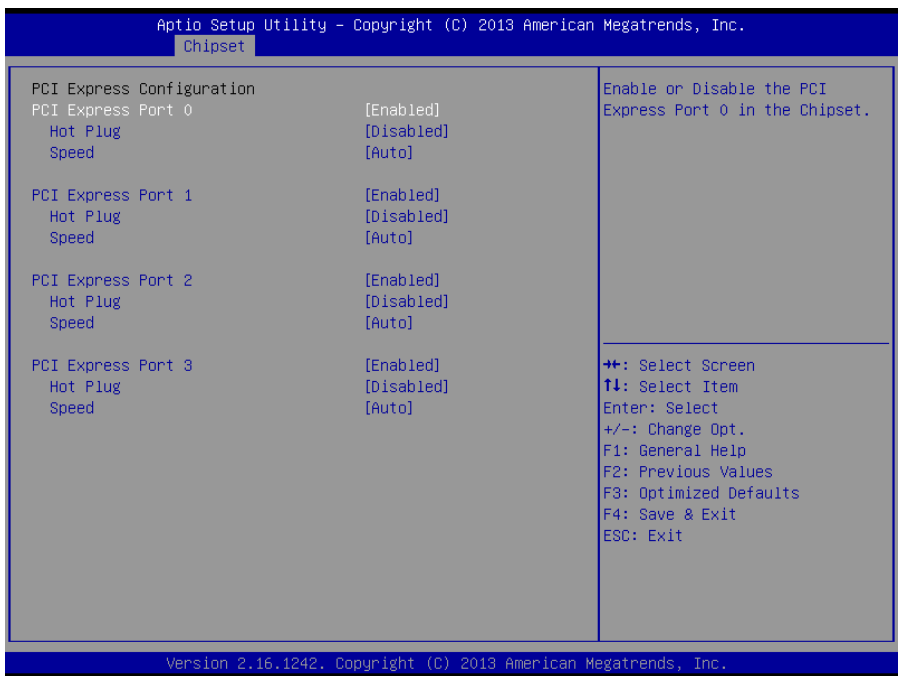 Aptio Setup Utility – Copyright (C) 2013 American Megatrends, Inc.
Chipset
PCI Express Configuration
PCI Express Port 0 [Enabled]
Hot Plug [Disabled]
Speed [Auto]
PCI Express Port 1 [Enabled]
Hot Plug [Disabled]
Speed [Auto]
PCI Express Port 2 [Enabled]
Hot Plug [Disabled]
Speed [Auto]
PCI Express Port 3 [Enabled]
Hot Plug [Disabled]
Speed [Auto]
Enable or Disable the PCI
Express Port 0 in the Chipset.
→←: Select Screen
↑↓: Select Item
Enter: Select
+/-: Change Opt.
F1: General Help
F2: Previous Values
F3: Optimized Defaults
F4: Save & Exit
ESC: Exit
Version 2.16.1242. Copyright (C) 2013 American Megatrends, Inc.